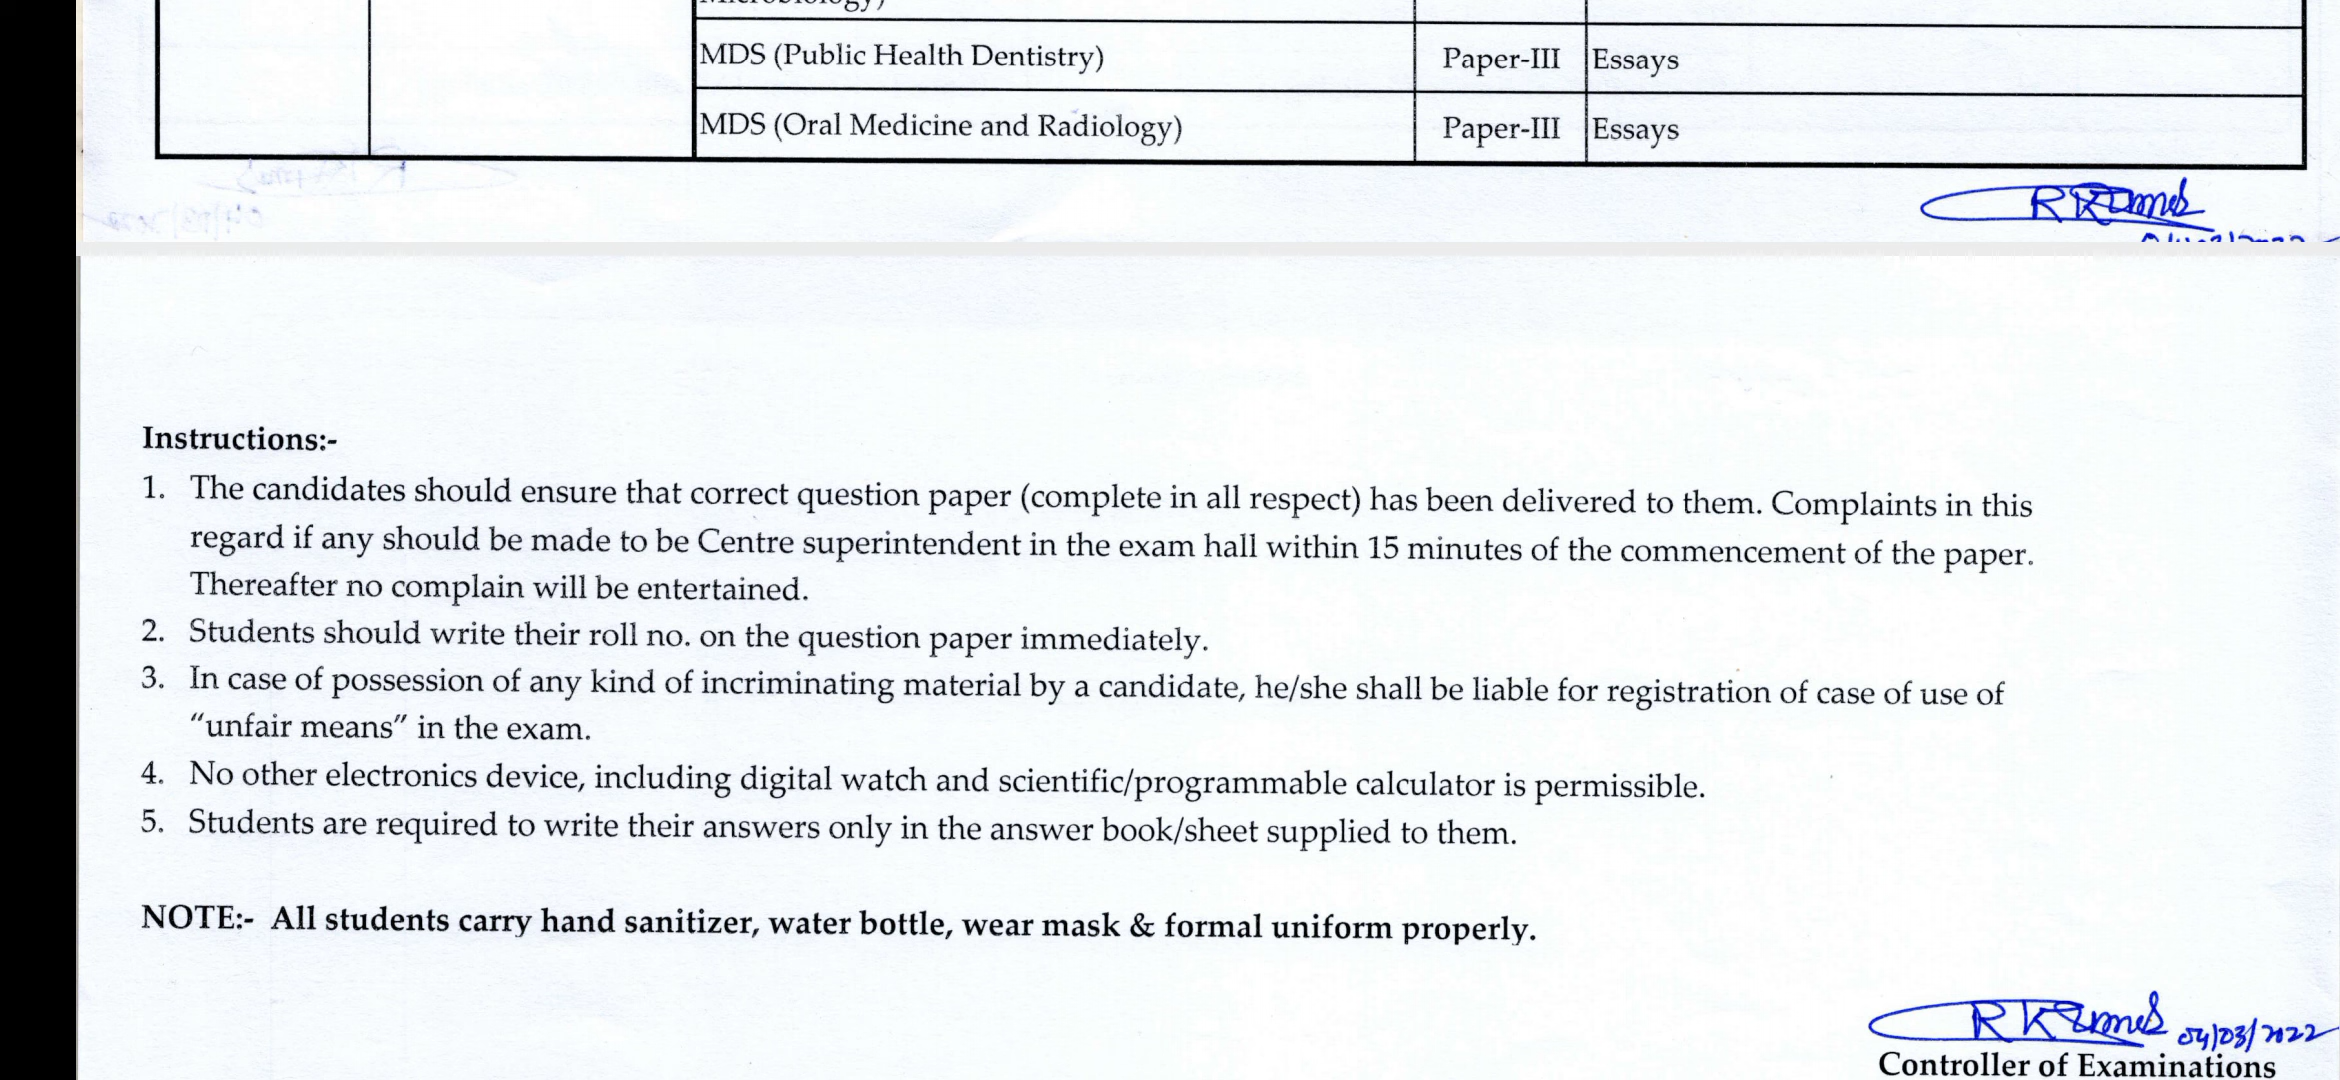 MDS (Public Health Dentistry) Paper-III Essays
MDS (Oral Medicine and Radiology) Paper-III Essays
Instructions:-
1. The candidates should ensure that correct question paper (complete in all respect) has been delivered to them. Complaints in this
regard if any should be made to be Centre superintendent in the exam hall within 15 minutes of the commencement of the paper.
Thereafter no complain will be entertained.
2. Students should write their roll no. on the question paper immediately.
3. In case of possession of any kind of incriminating material by a candidate, he/she shall be liable for registration of case of use of
“unfair means” in the exam.
4. No other electronics device, including digital watch and scientific/programmable calculator is permissible.
5. Students are required to write their answers only in the answer book/sheet supplied to them.
NOTE:- All students carry hand sanitizer, water bottle, wear mask & formal uniform properly.
04/03/2022
Controller of Examinations